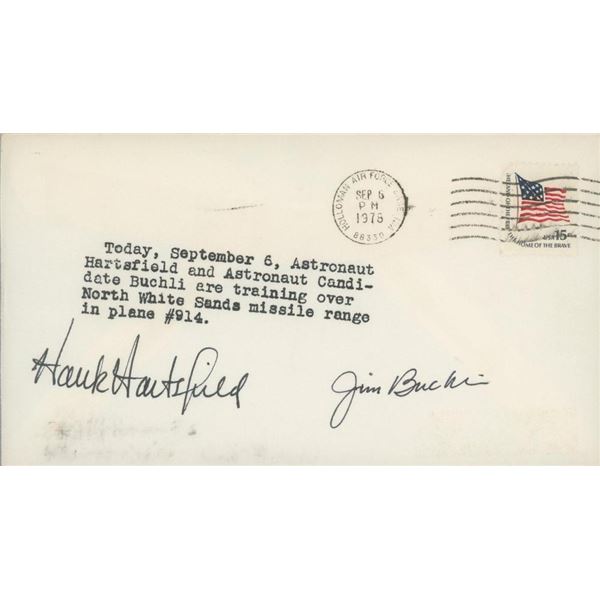 HOLLOMAN AIR FORCE BASE N.M.
SEP 6
PM
1978
88330
USA 15c
HOME OF THE BRAVE
Today, September 6, Astronaut
Hartsfield and Astronaut Candi-
date Buchli are training over
North White Sands missile range
in plane #914.
Hank Hartsfield
Jim Buchli